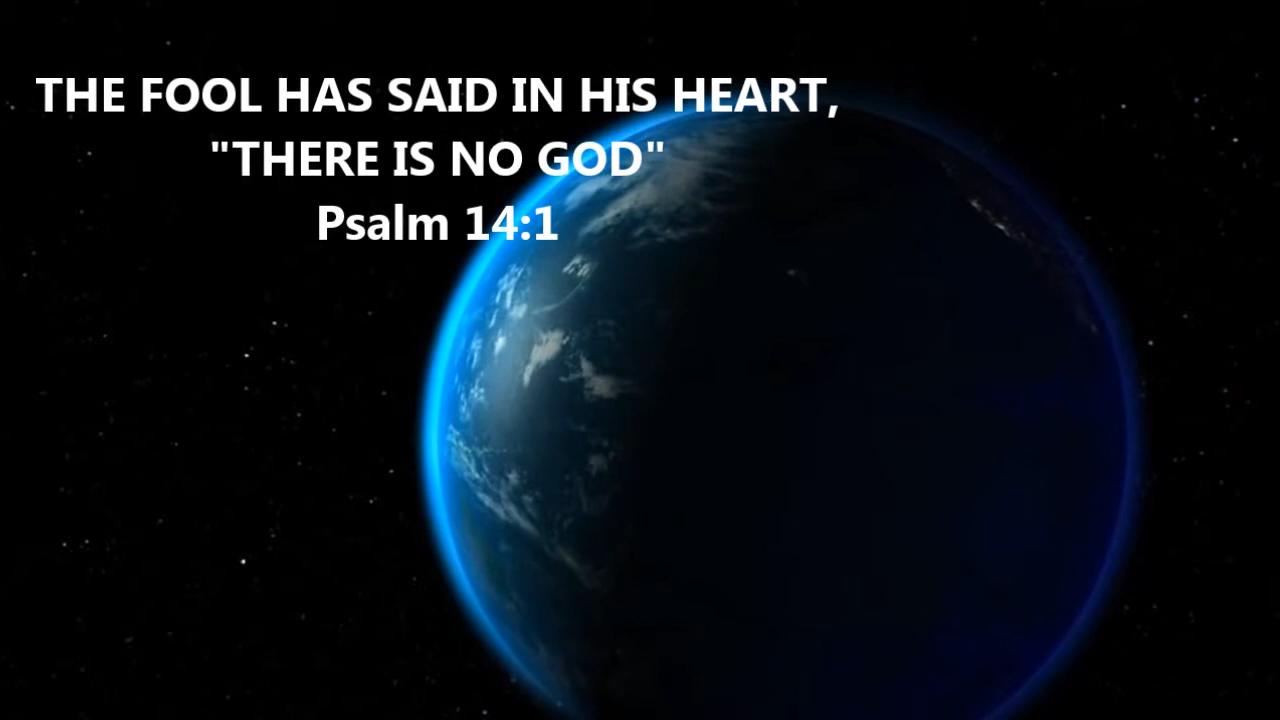 THE FOOL HAS SAID IN HIS HEART,
"THERE IS NO GOD"
Psalm 14:1